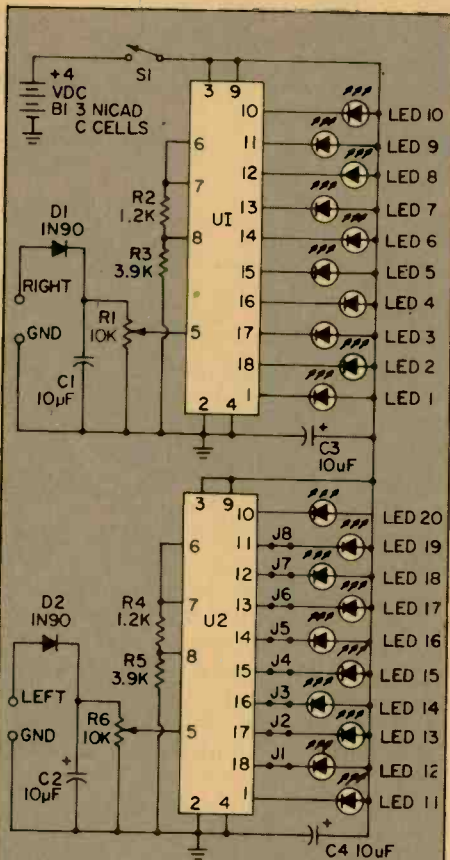 +4
VDC
B1 3 NICAD
C CELLS
S1
3 9
10 LED 10
11 LED 9
6 12 LED 8
7 13 LED 7
R2
1.2K
U1
14 LED 6
8 15 LED 5
R3
3.9K
D1
1N90
RIGHT
GND
16 LED 4
R1
10K
5 17 LED 3
18 LED 2
C1
10µF
1 LED 1
2 4
+
C3
10uF
3 9
10 LED 20
6 11 J8 LED 19
12 J7 LED 18
7 13 J6 LED 17
R4
1.2K
U2
14 J5 LED 16
8 15 J4 LED 15
R5
3.9K
D2
1N90
LEFT
GND
16 J3 LED 14
R6
10K
5 17 J2 LED 13
18 J1 LED 12
+
C2
10µF
1 LED 11
2 4
+
C4 10uF